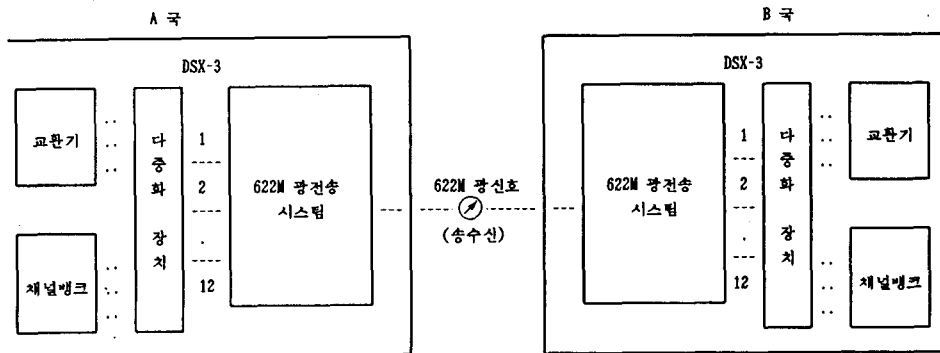 A 국
B 국
DSX-3
DSX-3
교환기
다
중
화
장
치
1
2
.
12
622M 광전송
시스팀
채널뱅크
622M 광신호
(송수신)
622M 광전송
시스팀
1
2
.
12
다
중
화
장
치
교환기
채널뱅크